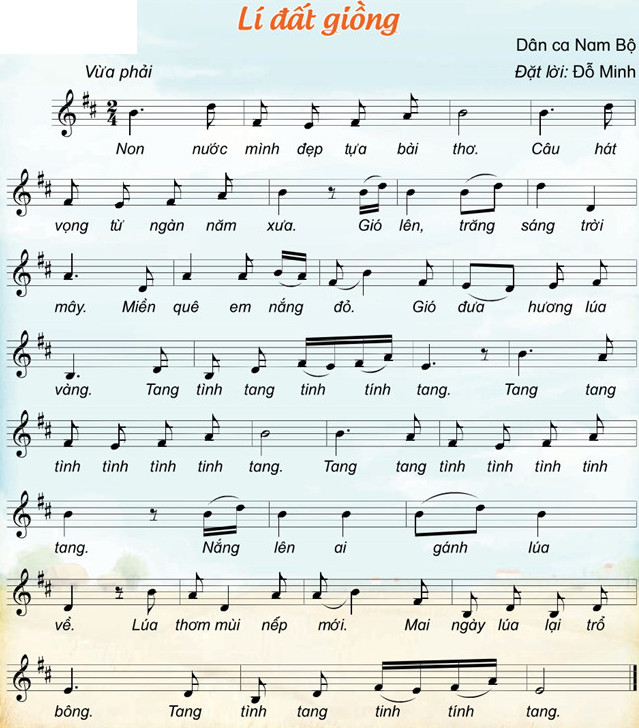 Lí đất giồng
Dân ca Nam Bộ
Vừa phải
Đặt lời: Đỗ Minh
2
4
Non nước mình đẹp tựa bài thơ. Câu hát
vọng từ ngàn năm xưa. Gió lên, trăng sáng trời
mây. Miền quê em nắng đỏ. Gió đưa hương lúa
vàng. Tang tình tang tinh tính tang. Tang tang
tình tình tình tinh tang. Tang tang tình tình tình tinh
tang. Nắng lên ai gánh lúa
về. Lúa thơm mùi nếp mới. Mai ngày lúa lại trổ
bông. Tang tình tang tinh tính tang.